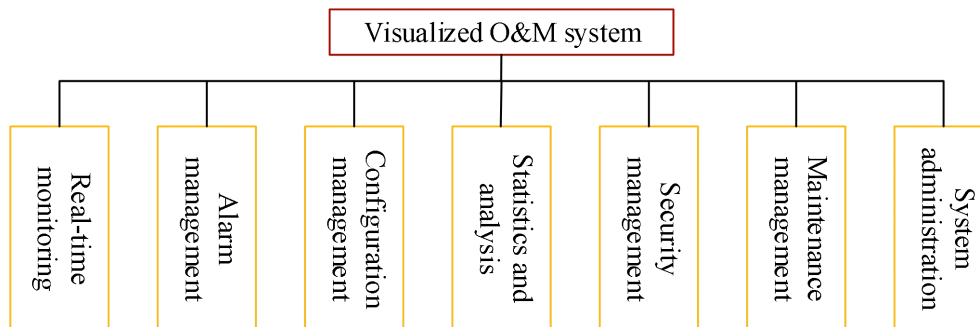 Visualized O&M system
Real-time
monitoring
Alarm
management
Configuration
management
Statistics and
analysis
Security
management
Maintenance
management
System
administration